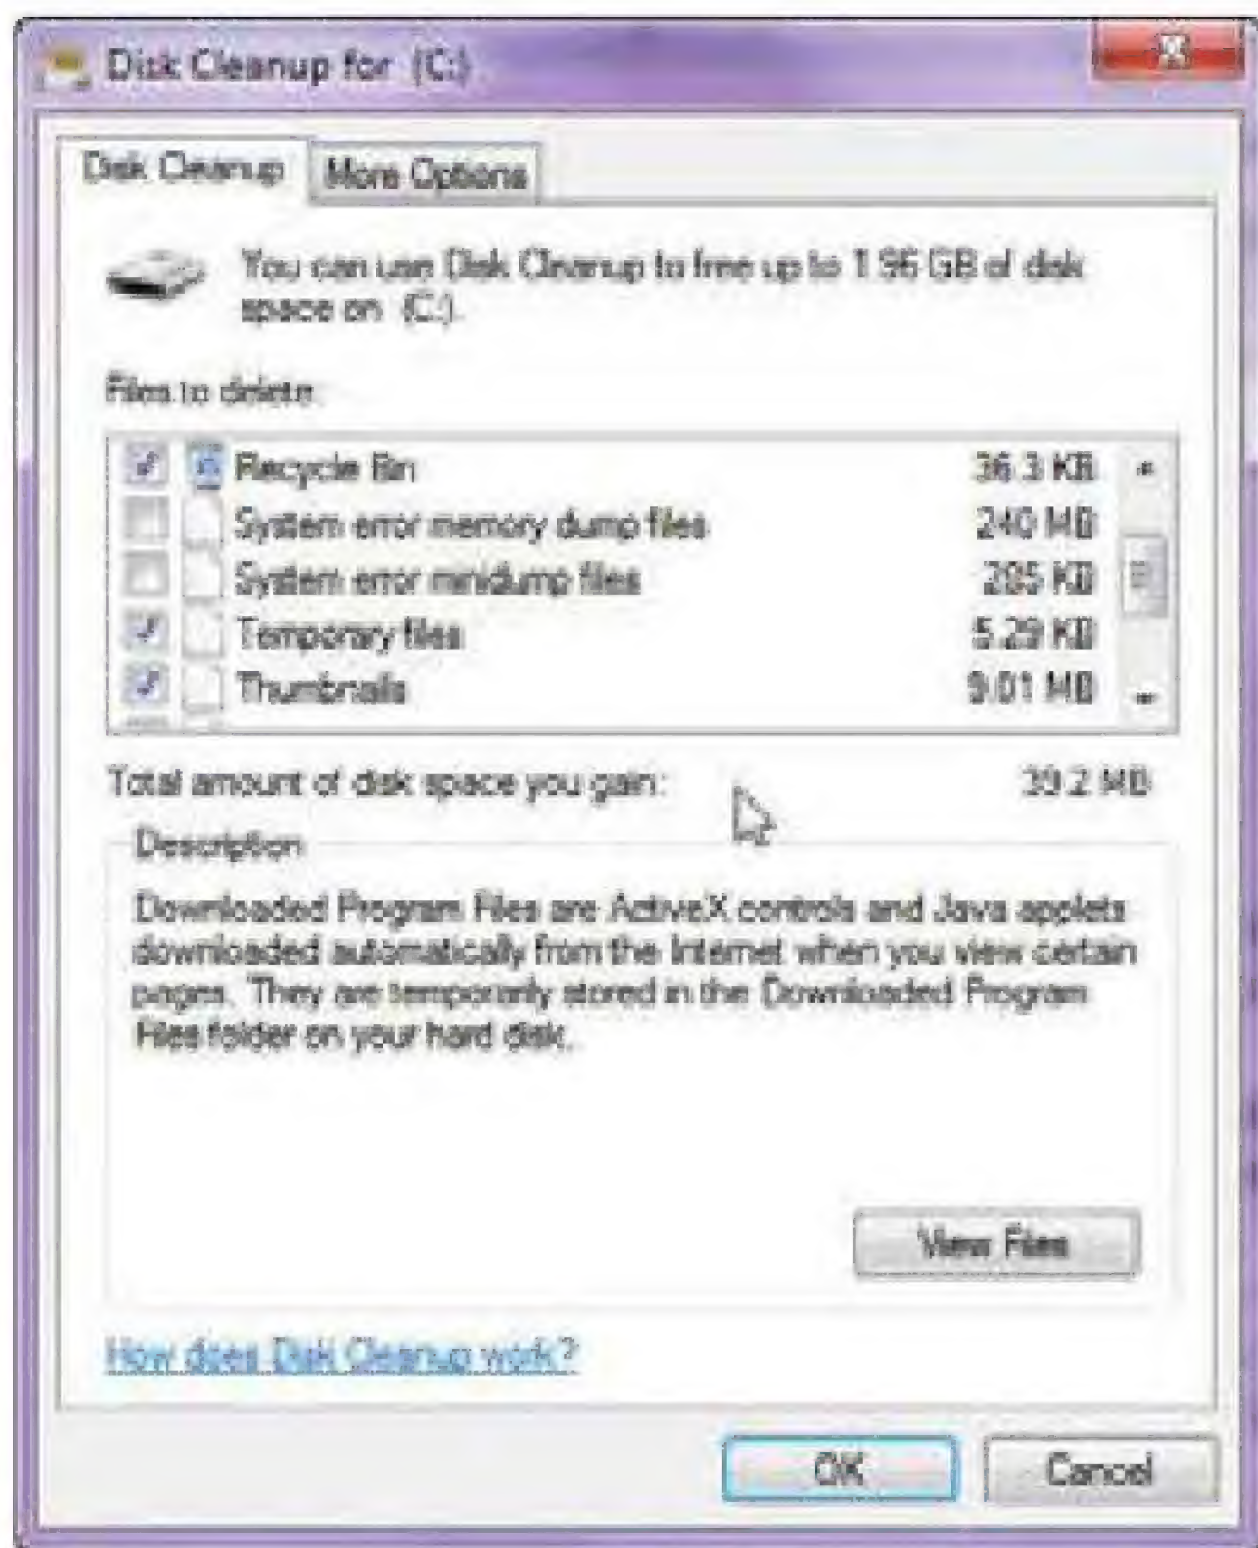 Disk Cleanup for (C:)
Disk Cleanup
More Options
You can use Disk Cleanup to free up to 1.96 GB of disk
space on (C:).
Files to delete:
Recycle Bin 36.3 KB
System error memory dump files 240 MB
System error minidump files 285 KB
Temporary files 5.29 KB
Thumbnails 9.01 MB
Total amount of disk space you gain: 39.2 MB
Description
Downloaded Program Files are ActiveX controls and Java applets
downloaded automatically from the Internet when you view certain
pages. They are temporarily stored in the Downloaded Program
Files folder on your hard disk.
View Files
How does Disk Cleanup work?
OK
Cancel